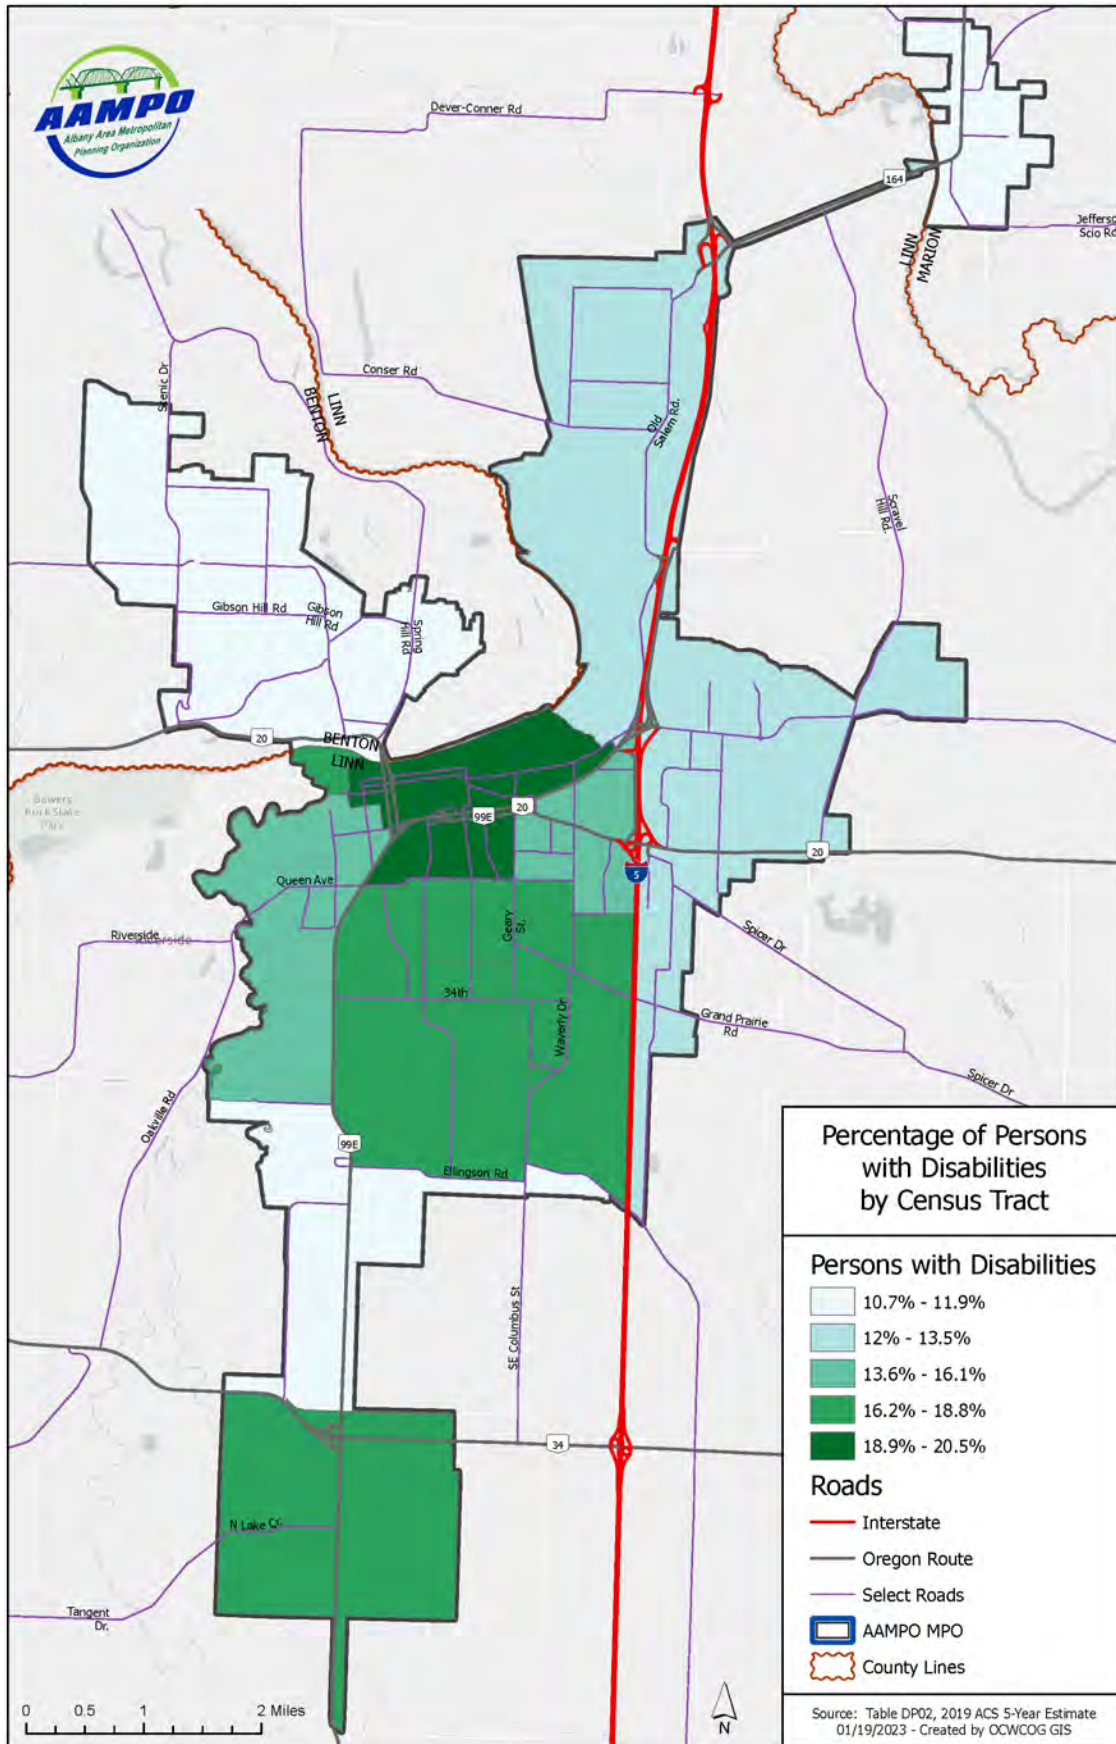 AAMPO
Albany Area Metropolitan
Planning Organization
Dever-Conner Rd
164
Jefferso
Scio Rd
LINN
MARION
Scenic Dr
Conser Rd
LINN
BENTON
Old
Salem Rd.
Scravel
Hill Rd.
Gibson Hill Rd
Gibson
Hill Rd
Spring
Hill Rd
20
BENTON
LINN
Bowers
Rock State
Park
99E
20
20
5
Queen Ave
Riverside
Riverside
Geary
St.
Spicer Dr
34th
Waverly Dr
Grand Prairie
Rd
Spicer Dr
Oakville Rd
99E
Ellingson Rd
SE Columbus St
34
N Lake Cr.
Tangent
Dr.
0 0.5 1 2 Miles
N
Percentage of Persons
with Disabilities
by Census Tract
Persons with Disabilities
10.7% - 11.9%
12% - 13.5%
13.6% - 16.1%
16.2% - 18.8%
18.9% - 20.5%
Roads
Interstate
Oregon Route
Select Roads
AAMPO MPO
County Lines
Source: Table DP02, 2019 ACS 5-Year Estimate
01/19/2023 - Created by OCWCOG GIS